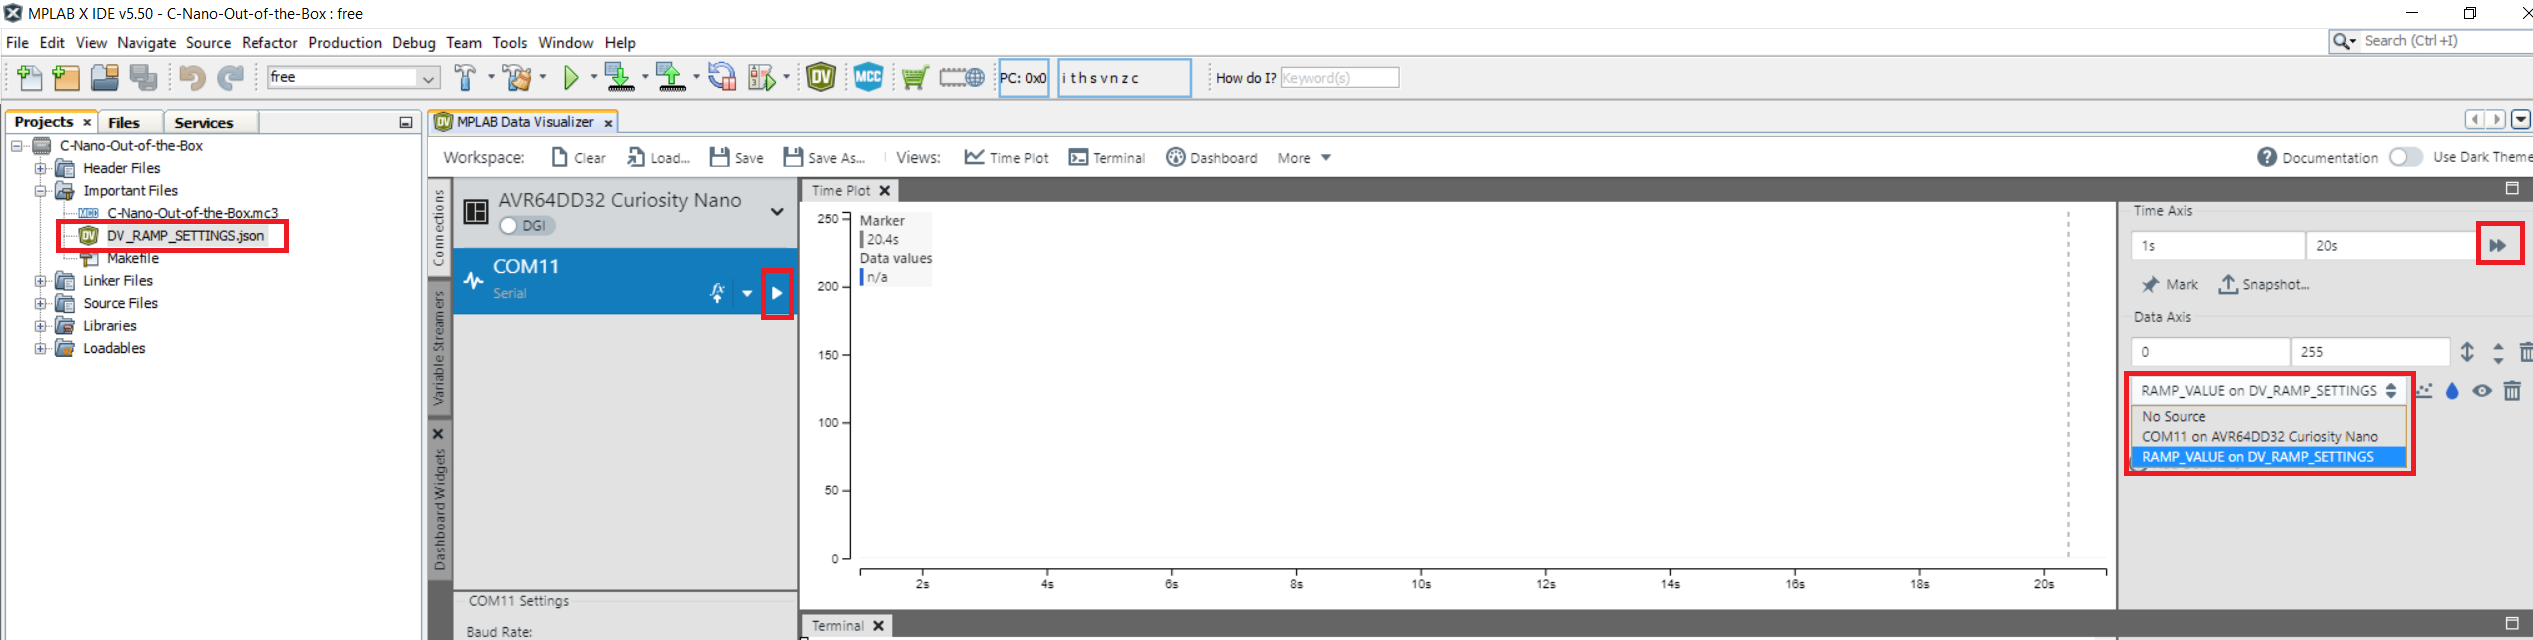 MPLAB X IDE v5.50 - C-Nano-Out-of-the-Box : free
File Edit View Navigate Source Refactor Production Debug Team Tools Window Help
Search (Ctrl+I)
free
DV
MCC
PC: 0x0
i t h s v n z c
How do I?
Keyword(s)
Projects
Files
Services
C-Nano-Out-of-the-Box
Header Files
Important Files
MCC C-Nano-Out-of-the-Box.mc3
DV DV_RAMP_SETTINGS.json
Makefile
Linker Files
Source Files
Libraries
Loadables
DV MPLAB Data Visualizer
Workspace: Clear Load... Save Save As... Views: Time Plot Terminal Dashboard More
Documentation Use Dark Theme
Connections
Variable Streamers
Dashboard Widgets
AVR64DD32 Curiosity Nano
DGI
COM11
Serial
fx
COM11 Settings
Baud Rate:
Time Plot
250
200
150
100
50
0
Marker
20.4s
Data values
n/a
2s 4s 6s 8s 10s 12s 14s 16s 18s 20s
Terminal
Time Axis
1s 20s
Mark Snapshot...
Data Axis
0 255
RAMP_VALUE on DV_RAMP_SETTINGS
No Source
COM11 on AVR64DD32 Curiosity Nano
RAMP_VALUE on DV_RAMP_SETTINGS